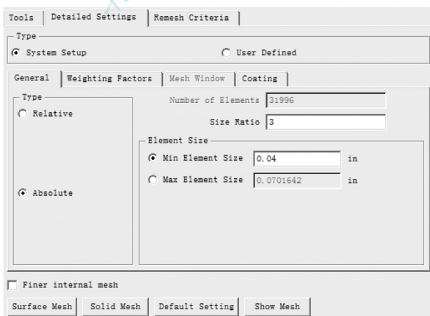 Tools Detailed Settings Remesh Criteria
Type
System Setup User Defined
General Weighting Factors Mesh Window Coating
Type
Relative
Absolute
Number of Elements 31996
Size Ratio 3
Element Size
Min Element Size 0.04 in
Max Element Size 0.0701642 in
Finer internal mesh
Surface Mesh Solid Mesh Default Setting Show Mesh